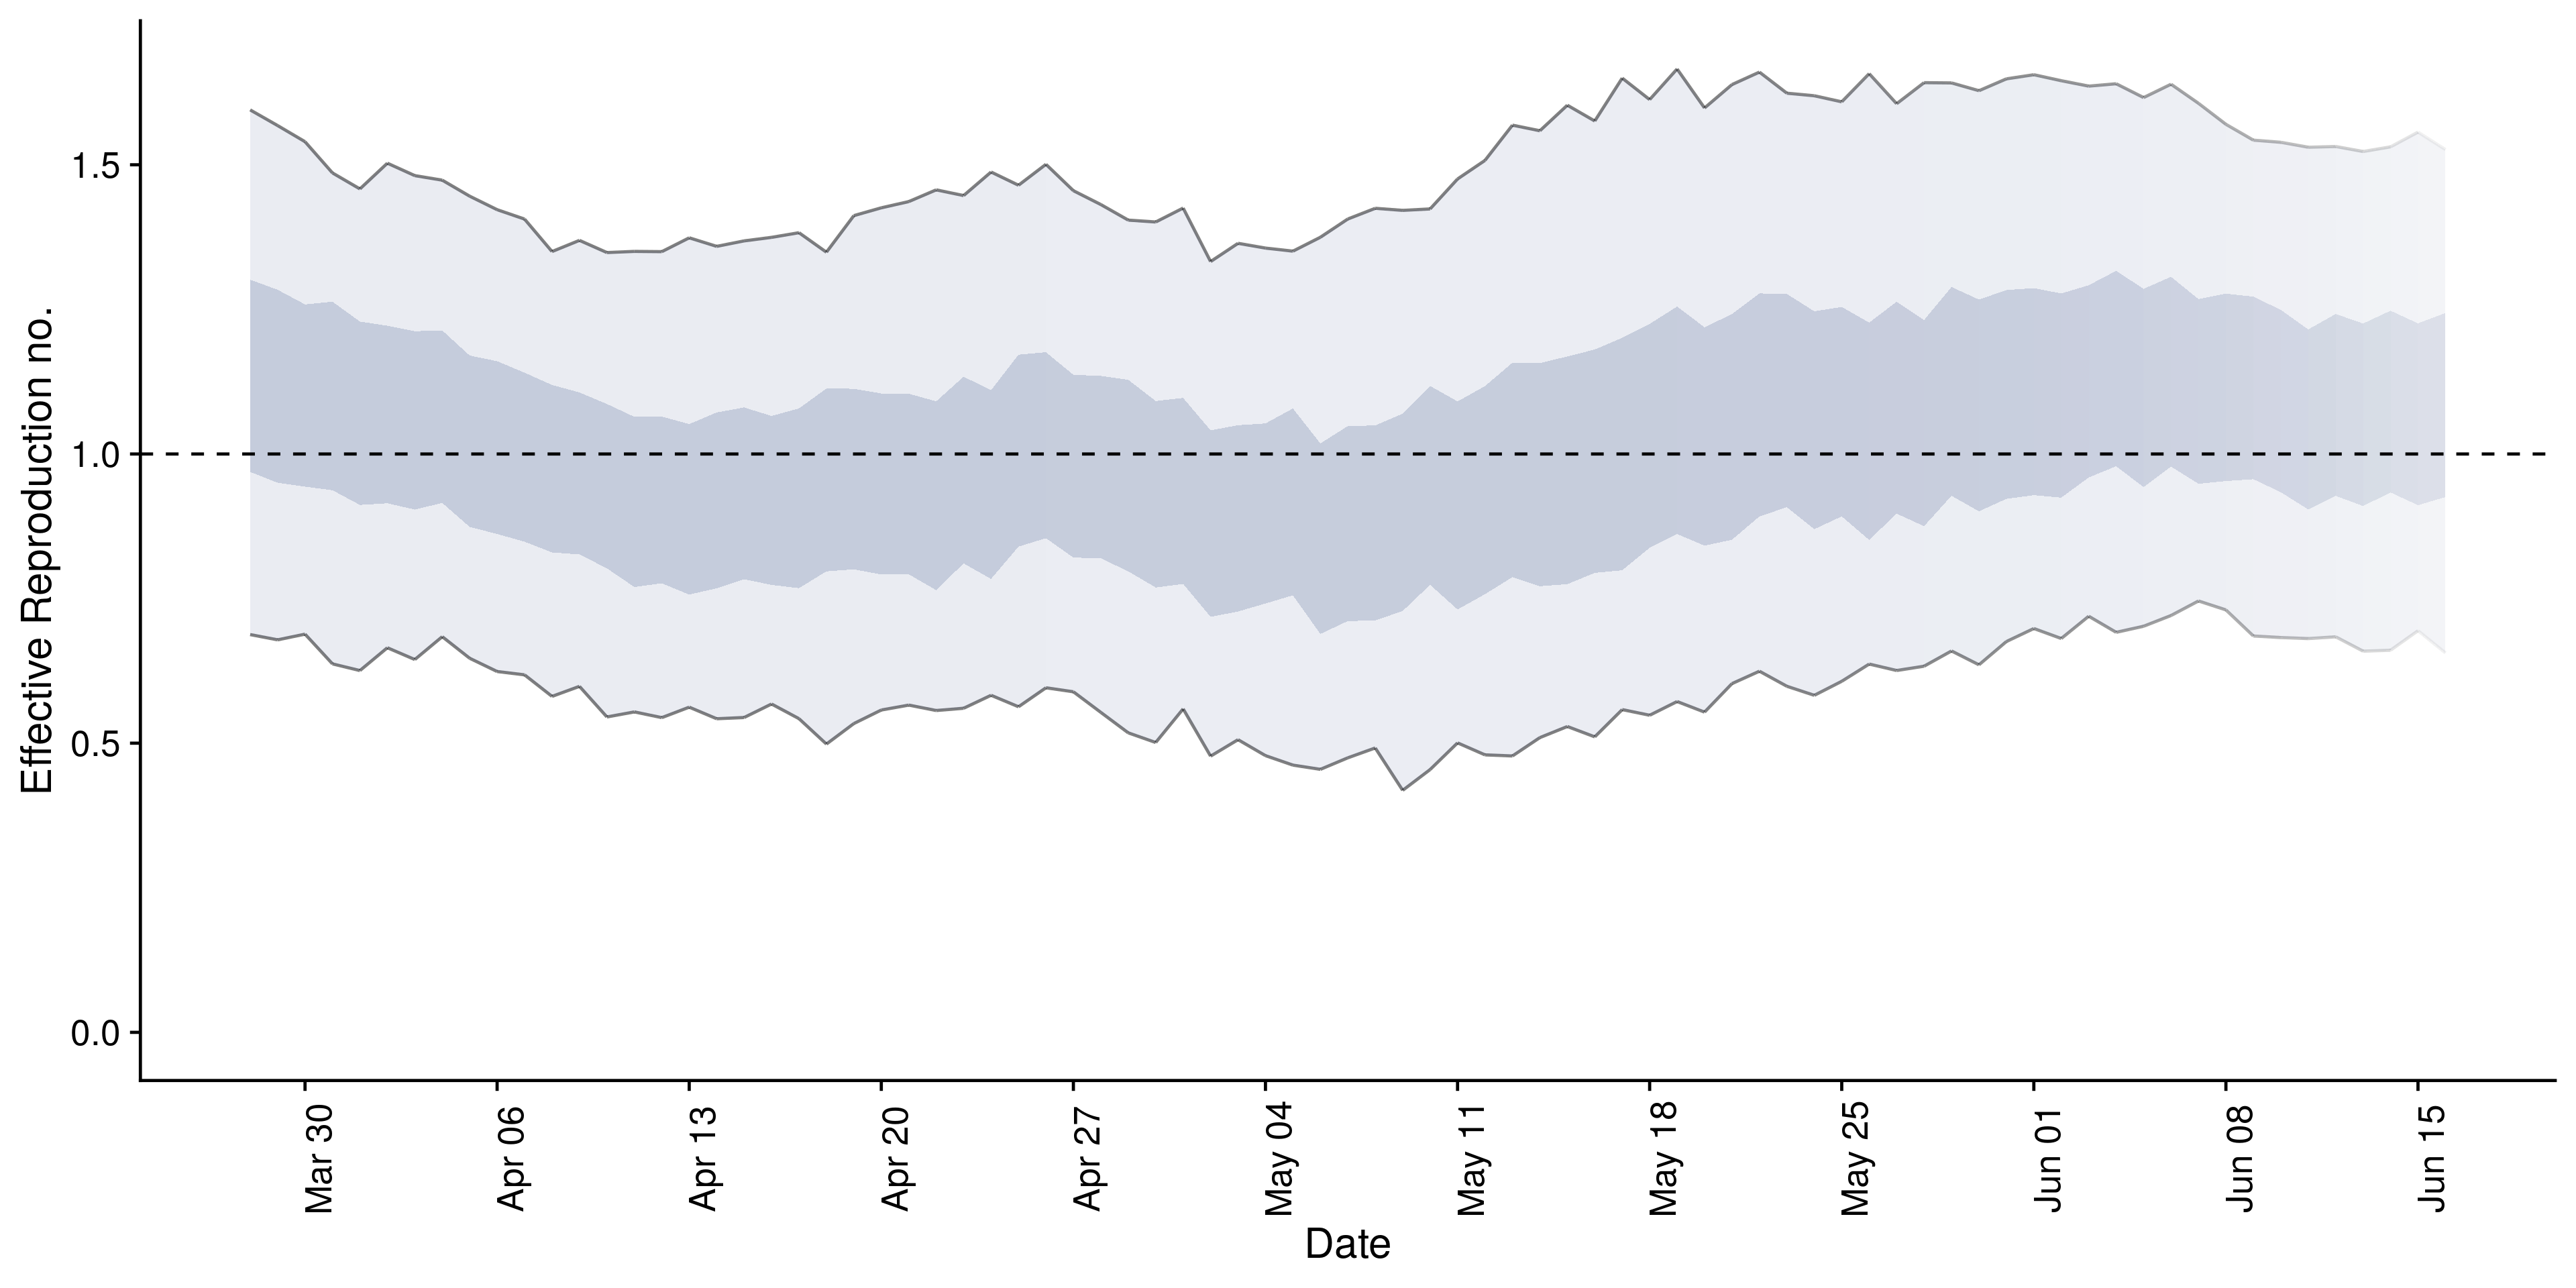 Effective Reproduction no.
1.5
1.0
0.5
0.0
Mar 30
Apr 06
Apr 13
Apr 20
Apr 27
May 04
May 11
May 18
May 25
Jun 01
Jun 08
Jun 15
Date